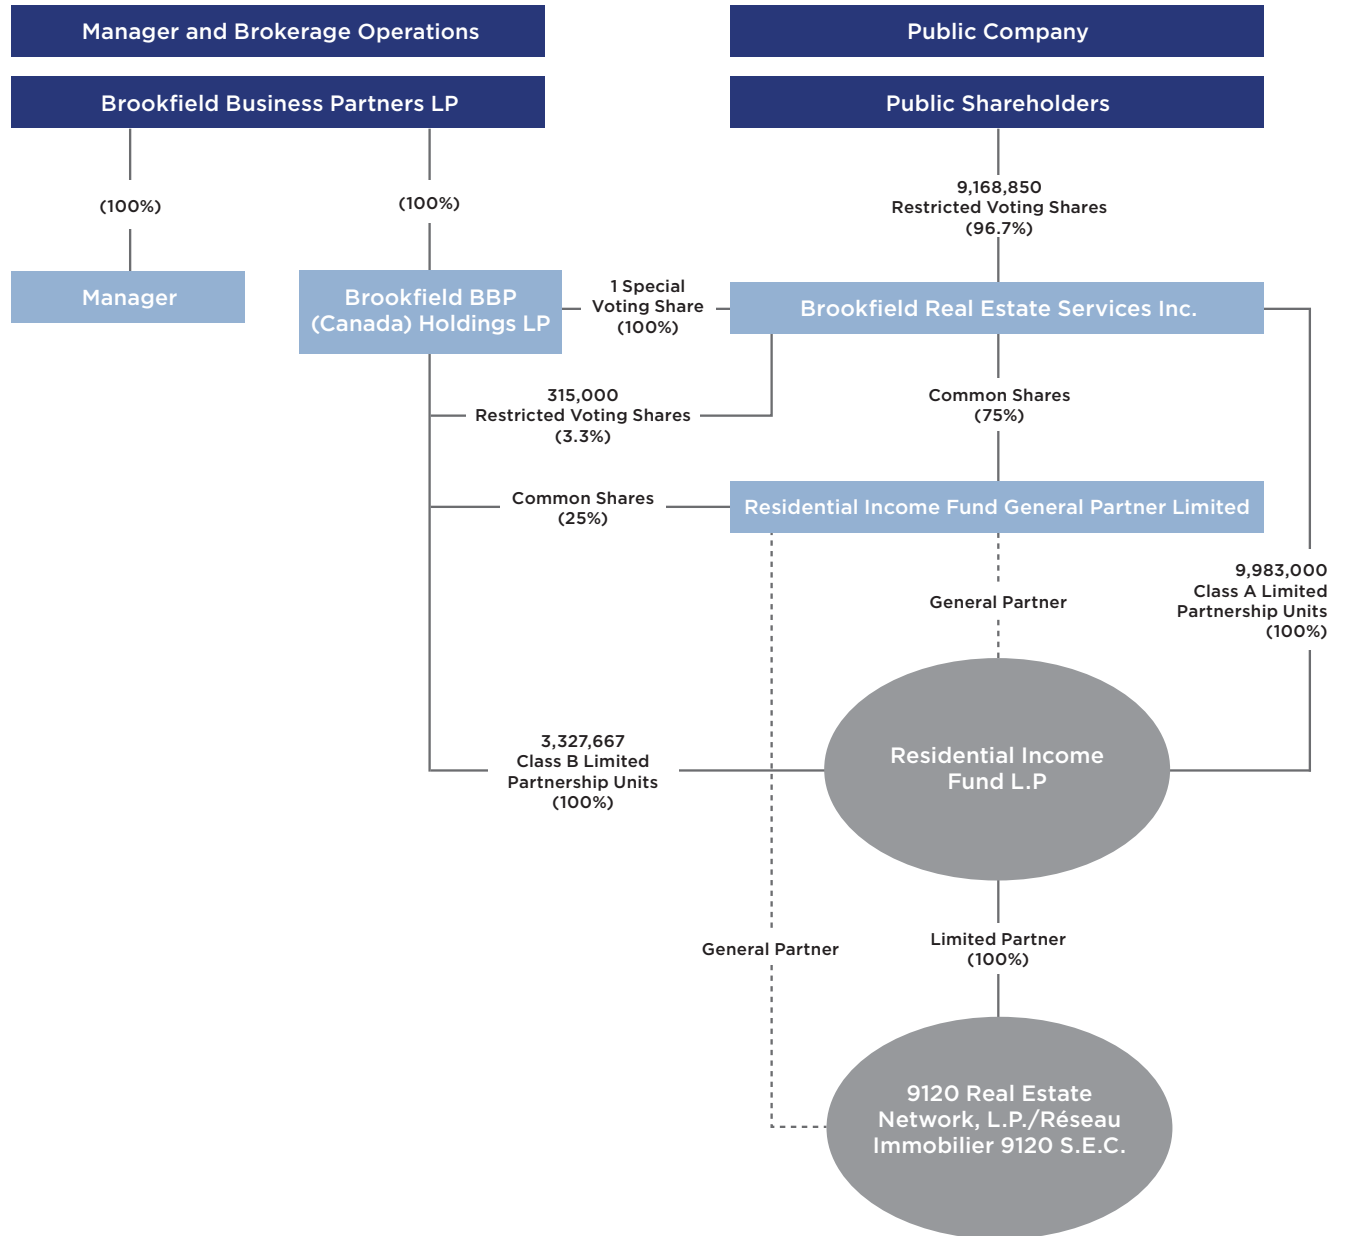 Manager and Brokerage Operations
Public Company
Brookfield Business Partners LP
Public Shareholders
(100%)
(100%)
9,168,850
Restricted Voting Shares
(96.7%)
Manager
Brookfield BBP
(Canada) Holdings LP
1 Special
Voting Share
(100%)
Brookfield Real Estate Services Inc.
315,000
Restricted Voting Shares
(3.3%)
Common Shares
(75%)
Common Shares
(25%)
Residential Income Fund General Partner Limited
9,983,000
Class A Limited
Partnership Units
(100%)
General Partner
3,327,667
Class B Limited
Partnership Units
(100%)
Residential Income
Fund L.P
General Partner
Limited Partner
(100%)
9120 Real Estate
Network, L.P./Réseau
Immobilier 9120 S.E.C.